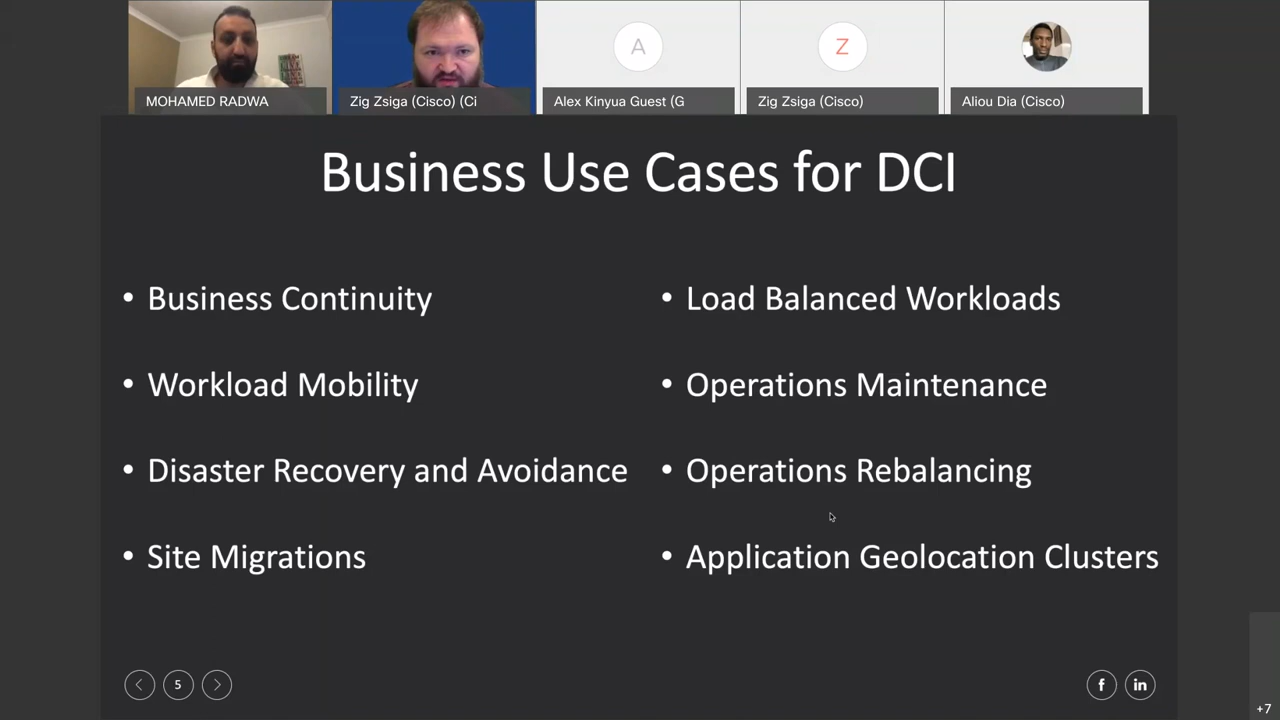 MOHAMED RADWA
Zig Zsiga (Cisco) (Ci
A
Alex Kinyua Guest (G
Z
Zig Zsiga (Cisco)
Aliou Dia (Cisco)
Business Use Cases for DCI
• Business Continuity
• Workload Mobility
• Disaster Recovery and Avoidance
• Site Migrations
• Load Balanced Workloads
• Operations Maintenance
• Operations Rebalancing
• Application Geolocation Clusters
5
f
in
+7